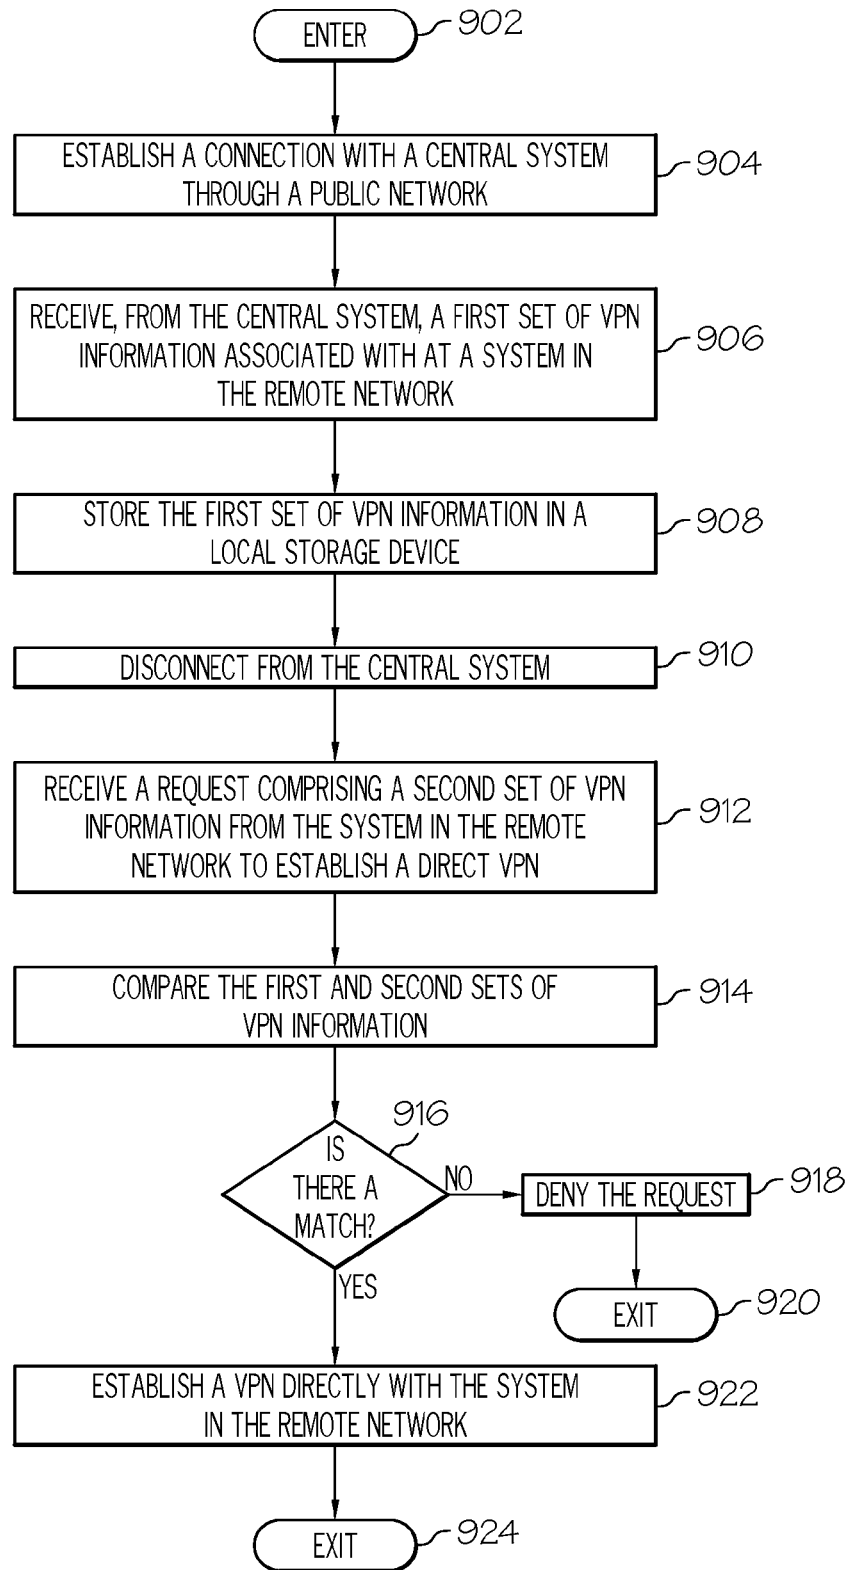 ENTER
902
ESTABLISH A CONNECTION WITH A CENTRAL SYSTEM
THROUGH A PUBLIC NETWORK
904
RECEIVE, FROM THE CENTRAL SYSTEM, A FIRST SET OF VPN
INFORMATION ASSOCIATED WITH AT A SYSTEM IN
THE REMOTE NETWORK
906
STORE THE FIRST SET OF VPN INFORMATION IN A
LOCAL STORAGE DEVICE
908
DISCONNECT FROM THE CENTRAL SYSTEM
910
RECEIVE A REQUEST COMPRISING A SECOND SET OF VPN
INFORMATION FROM THE SYSTEM IN THE REMOTE
NETWORK TO ESTABLISH A DIRECT VPN
912
COMPARE THE FIRST AND SECOND SETS OF
VPN INFORMATION
914
916
IS
THERE A
MATCH?
NO
DENY THE REQUEST
918
YES
EXIT
920
ESTABLISH A VPN DIRECTLY WITH THE SYSTEM
IN THE REMOTE NETWORK
922
EXIT
924